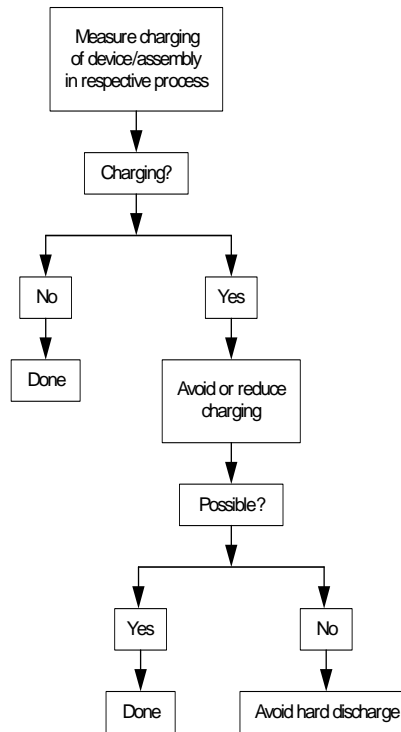 Measure charging
of device/assembly
in respective process
Charging?
No
Yes
Done
Avoid or reduce
charging
Possible?
Yes
No
Done
Avoid hard discharge